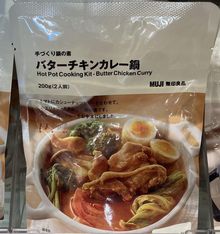 手づくり鍋の素
バターチキンカレー鍋
Hot Pot Cooking Kit - Butter Chicken Curry
200g(2人前)
MUJI 無印良品